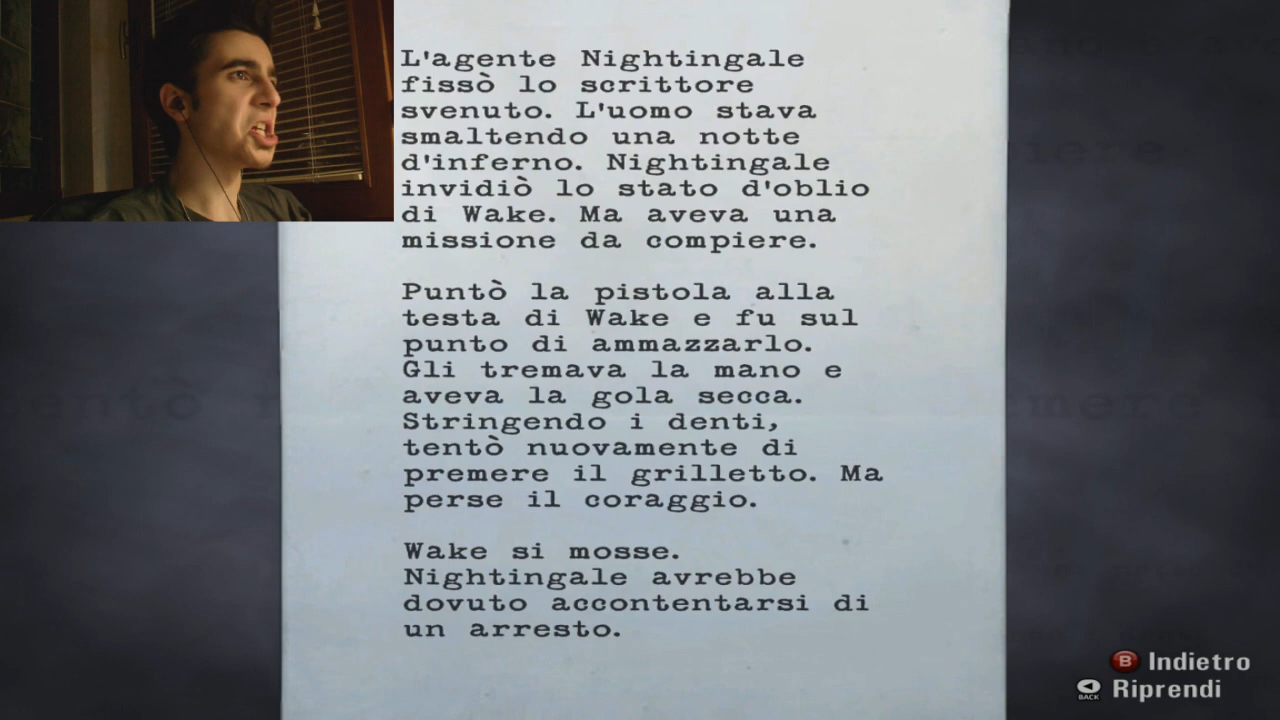 L'agente Nightingale
fissò lo scrittore
svenuto. L'uomo stava
smaltendo una notte
d'inferno. Nightingale
invidiò lo stato d'oblio
di Wake. Ma aveva una
missione da compiere.
Puntò la pistola alla
testa di Wake e fu sul
punto di ammazzarlo.
Gli tremava la mano e
aveva la gola secca.
Stringendo i denti,
tentò nuovamente di
premere il grilletto. Ma
perse il coraggio.
Wake si mosse.
Nightingale avrebbe
dovuto accontentarsi di
un arresto.
B Indietro
BACK Riprendi